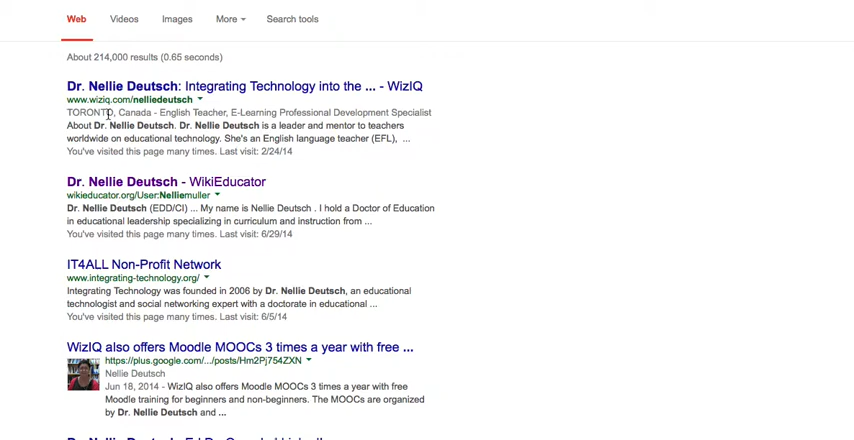 Web Videos Images More Search tools
About 214,000 results (0.65 seconds)
Dr. Nellie Deutsch: Integrating Technology into the ... - WizIQ
www.wiziq.com/nelliedeutsch
TORONTO, Canada - English Teacher, E-Learning Professional Development Specialist
About Dr. Nellie Deutsch. Dr. Nellie Deutsch is a leader and mentor to teachers
worldwide on educational technology. She's an English language teacher (EFL), ...
You've visited this page many times. Last visit: 2/24/14
Dr. Nellie Deutsch - WikiEducator
wikieducator.org/User:Nelliemuller
Dr. Nellie Deutsch (EDD/CI) ... My name is Nellie Deutsch . I hold a Doctor of Education
in educational leadership specializing in curriculum and instruction from ...
You've visited this page many times. Last visit: 6/29/14
IT4ALL Non-Profit Network
www.integrating-technology.org/
Integrating Technology was founded in 2006 by Dr. Nellie Deutsch, an educational
technologist and social networking expert with a doctorate in educational ...
You've visited this page many times. Last visit: 6/5/14
WizIQ also offers Moodle MOOCs 3 times a year with free ...
https://plus.google.com/.../posts/Hm2Pj754ZXN
Nellie Deutsch
Jun 18, 2014 - WizIQ also offers Moodle MOOCs 3 times a year with free
Moodle training for beginners and non-beginners. The MOOCs are organized
by Dr. Nellie Deutsch and ...